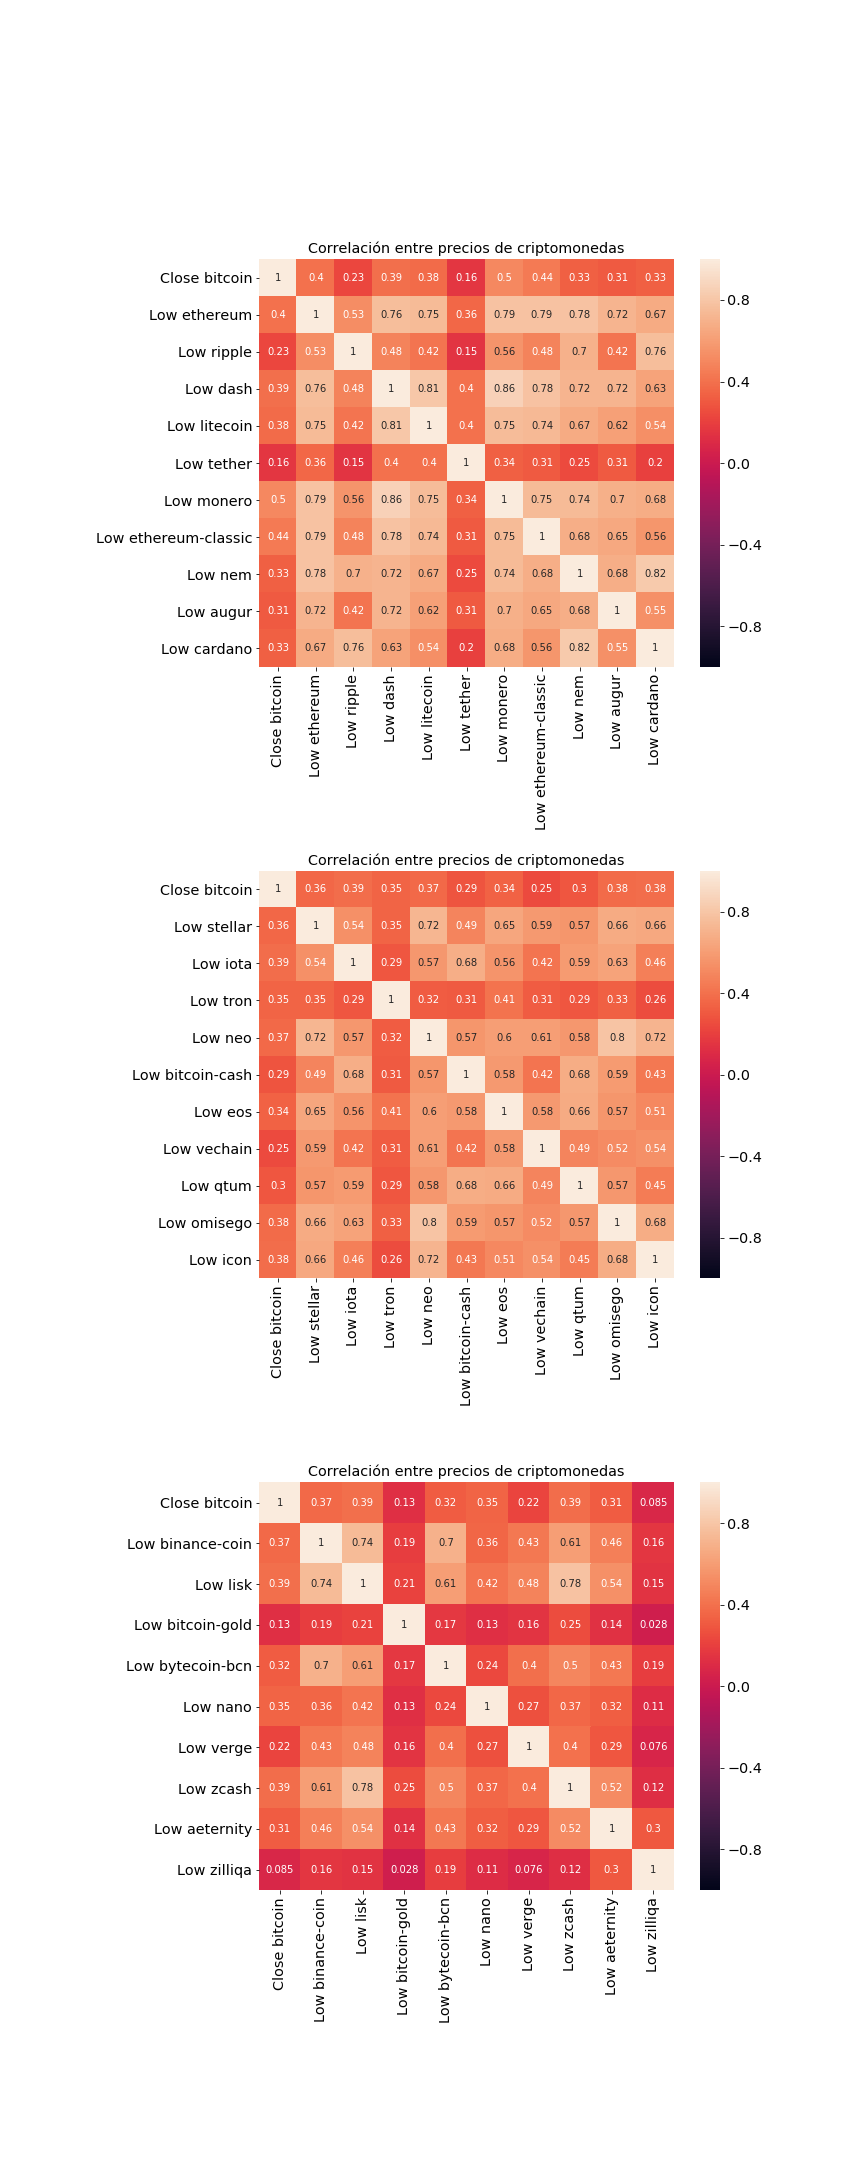 Correlación entre precios de criptomonedas
Close bitcoin 1 0.4 0.23 0.39 0.38 0.16 0.5 0.44 0.33 0.31 0.33
Low ethereum 0.4 1 0.53 0.76 0.75 0.36 0.79 0.79 0.78 0.72 0.67
Low ripple 0.23 0.53 1 0.48 0.42 0.15 0.56 0.48 0.7 0.42 0.76
Low dash 0.39 0.76 0.48 1 0.81 0.4 0.86 0.78 0.72 0.72 0.63
Low litecoin 0.38 0.75 0.42 0.81 1 0.4 0.75 0.74 0.67 0.62 0.54
Low tether 0.16 0.36 0.15 0.4 0.4 1 0.34 0.31 0.25 0.31 0.2
Low monero 0.5 0.79 0.56 0.86 0.75 0.34 1 0.75 0.74 0.7 0.68
Low ethereum-classic 0.44 0.79 0.48 0.78 0.74 0.31 0.75 1 0.68 0.65 0.56
Low nem 0.33 0.78 0.7 0.72 0.67 0.25 0.74 0.68 1 0.68 0.82
Low augur 0.31 0.72 0.42 0.72 0.62 0.31 0.7 0.65 0.68 1 0.55
Low cardano 0.33 0.67 0.76 0.63 0.54 0.2 0.68 0.56 0.82 0.55 1
Close bitcoin
Low ethereum
Low ripple
Low dash
Low litecoin
Low tether
Low monero
Low ethereum-classic
Low nem
Low augur
Low cardano
0.8
0.4
0.0
−0.4
−0.8
Correlación entre precios de criptomonedas
Close bitcoin 1 0.36 0.39 0.35 0.37 0.29 0.34 0.25 0.3 0.38 0.38
Low stellar 0.36 1 0.54 0.35 0.72 0.49 0.65 0.59 0.57 0.66 0.66
Low iota 0.39 0.54 1 0.29 0.57 0.68 0.56 0.42 0.59 0.63 0.46
Low tron 0.35 0.35 0.29 1 0.32 0.31 0.41 0.31 0.29 0.33 0.26
Low neo 0.37 0.72 0.57 0.32 1 0.57 0.6 0.61 0.58 0.8 0.72
Low bitcoin-cash 0.29 0.49 0.68 0.31 0.57 1 0.58 0.42 0.68 0.59 0.43
Low eos 0.34 0.65 0.56 0.41 0.6 0.58 1 0.58 0.66 0.57 0.51
Low vechain 0.25 0.59 0.42 0.31 0.61 0.42 0.58 1 0.49 0.52 0.54
Low qtum 0.3 0.57 0.59 0.29 0.58 0.68 0.66 0.49 1 0.57 0.45
Low omisego 0.38 0.66 0.63 0.33 0.8 0.59 0.57 0.52 0.57 1 0.68
Low icon 0.38 0.66 0.46 0.26 0.72 0.43 0.51 0.54 0.45 0.68 1
Close bitcoin
Low stellar
Low iota
Low tron
Low neo
Low bitcoin-cash
Low eos
Low vechain
Low qtum
Low omisego
Low icon
0.8
0.4
0.0
−0.4
−0.8
Correlación entre precios de criptomonedas
Close bitcoin 1 0.37 0.39 0.13 0.32 0.35 0.22 0.39 0.31 0.085
Low binance-coin 0.37 1 0.74 0.19 0.7 0.36 0.43 0.61 0.46 0.16
Low lisk 0.39 0.74 1 0.21 0.61 0.42 0.48 0.78 0.54 0.15
Low bitcoin-gold 0.13 0.19 0.21 1 0.17 0.13 0.16 0.25 0.14 0.028
Low bytecoin-bcn 0.32 0.7 0.61 0.17 1 0.24 0.4 0.5 0.43 0.19
Low nano 0.35 0.36 0.42 0.13 0.24 1 0.27 0.37 0.32 0.11
Low verge 0.22 0.43 0.48 0.16 0.4 0.27 1 0.4 0.29 0.076
Low zcash 0.39 0.61 0.78 0.25 0.5 0.37 0.4 1 0.52 0.12
Low aeternity 0.31 0.46 0.54 0.14 0.43 0.32 0.29 0.52 1 0.3
Low zilliqa 0.085 0.16 0.15 0.028 0.19 0.11 0.076 0.12 0.3 1
Close bitcoin
Low binance-coin
Low lisk
Low bitcoin-gold
Low bytecoin-bcn
Low nano
Low verge
Low zcash
Low aeternity
Low zilliqa
0.8
0.4
0.0
−0.4
−0.8